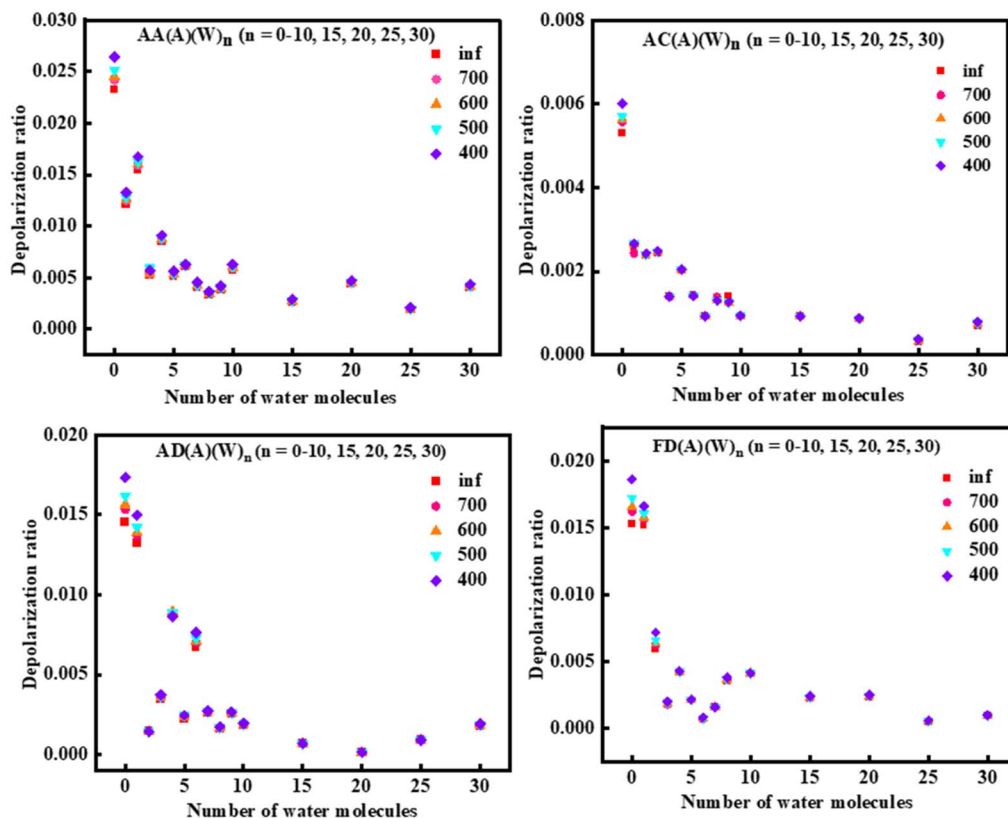 AA(A)(W)n (n = 0-10, 15, 20, 25, 30)
inf
700
600
500
400
0.030
0.025
0.020
0.015
0.010
0.005
0.000
Depolarization ratio
0 5 10 15 20 25 30
Number of water molecules
AC(A)(W)n (n = 0-10, 15, 20, 25, 30)
inf
700
600
500
400
0.008
0.006
0.004
0.002
0.000
Depolarization ratio
0 5 10 15 20 25 30
Number of water molecules
AD(A)(W)n (n = 0-10, 15, 20, 25, 30)
inf
700
600
500
400
0.020
0.015
0.010
0.005
0.000
Depolarization ratio
0 5 10 15 20 25 30
Number of water molecules
FD(A)(W)n (n = 0-10, 15, 20, 25, 30)
inf
700
600
500
400
0.020
0.015
0.010
0.005
0.000
Depolarization ratio
0 5 10 15 20 25 30
Number of water molecules